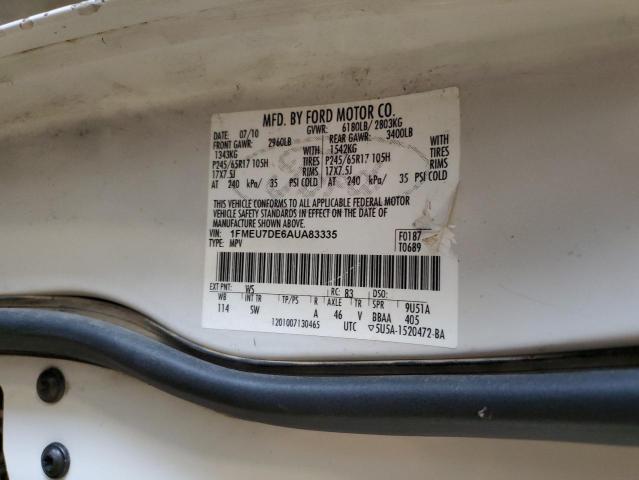 MFD. BY FORD MOTOR CO.
07/10 GVWR: 6180LB/ 2803KG
FRONT GAWR: 2960LB REAR GAWR: 3400LB
1343KG WITH 1542KG WITH
P245/65R17 105H TIRES P245/65R17 105H TIRES
17X7.5J RIMS 17X7.5J RIMS
AT 240 kPa/ 35 PSI COLD AT 240 kPa/ 35 PSI COLD
THIS VEHICLE CONFORMS TO ALL APPLICABLE FEDERAL MOTOR
VEHICLE SAFETY STANDARDS IN EFFECT ON THE DATE OF
MANUFACTURE SHOWN ABOVE.
VIN: 1FMEU7DE6AUA83335 F0187
TYPE: MPV T0689
EXT PNT: W5 RC: 83 DSO:
WB INT TR TP/PS R AXLE TR SPR 9U51A
114 SW A 46 V BBAA 405
1201007130465 UTC ▽5U5A-1520472-BA